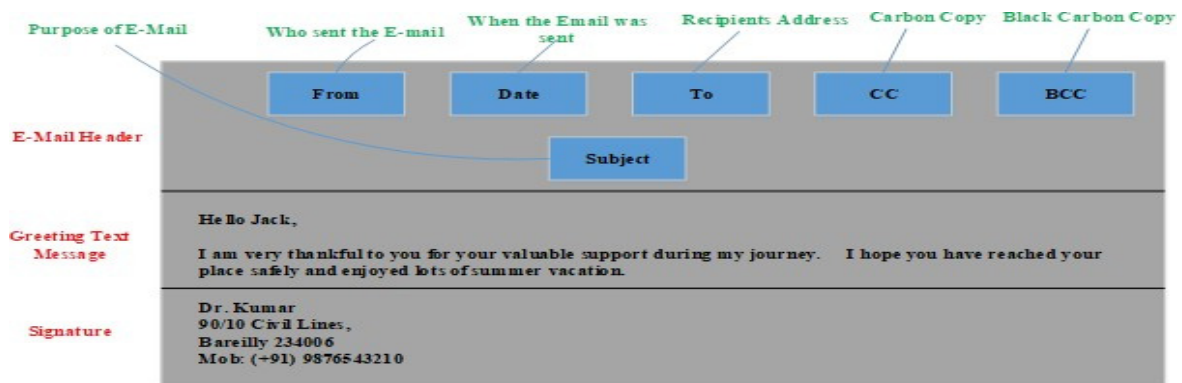 Purpose of E-Mail
Who sent the E-mail
When the Email was
sent
Recipients Address
Carbon Copy
Black Carbon Copy
From
Date
To
CC
BCC
E-Mail Header
Subject
Greeting Text
Message
Hello Jack,
I am very thankful to you for your valuable support during my journey. I hope you have reached your
place safely and enjoyed lots of summer vacation.
Signature
Dr. Kumar
90/10 Civil Lines,
Bareilly 234006
Mob: (+91) 9876543210